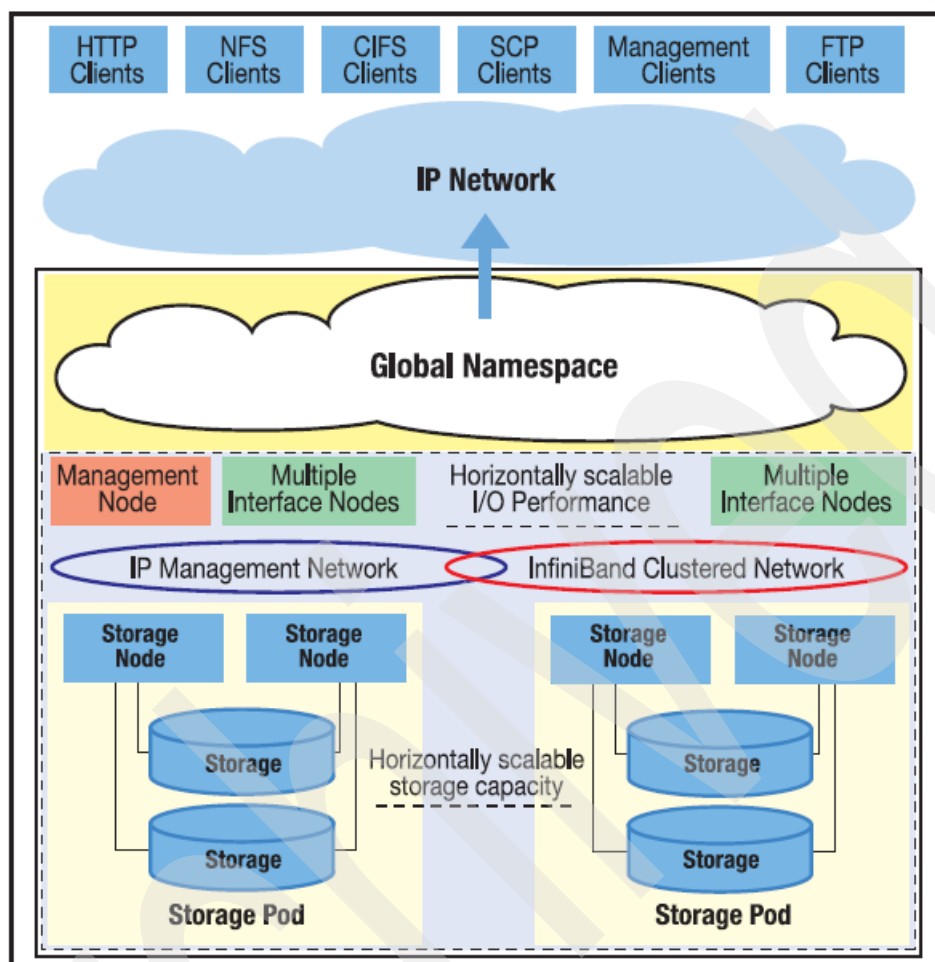 HTTP Clients
NFS Clients
CIFS Clients
SCP Clients
Management Clients
FTP Clients
IP Network
Global Namespace
Management Node
Multiple Interface Nodes
Horizontally scalable I/O Performance
Multiple Interface Nodes
IP Management Network
InfiniBand Clustered Network
Storage Node
Storage Node
Storage Node
Storage Node
Storage
Storage
Horizontally scalable storage capacity
Storage
Storage
Storage Pod
Storage Pod